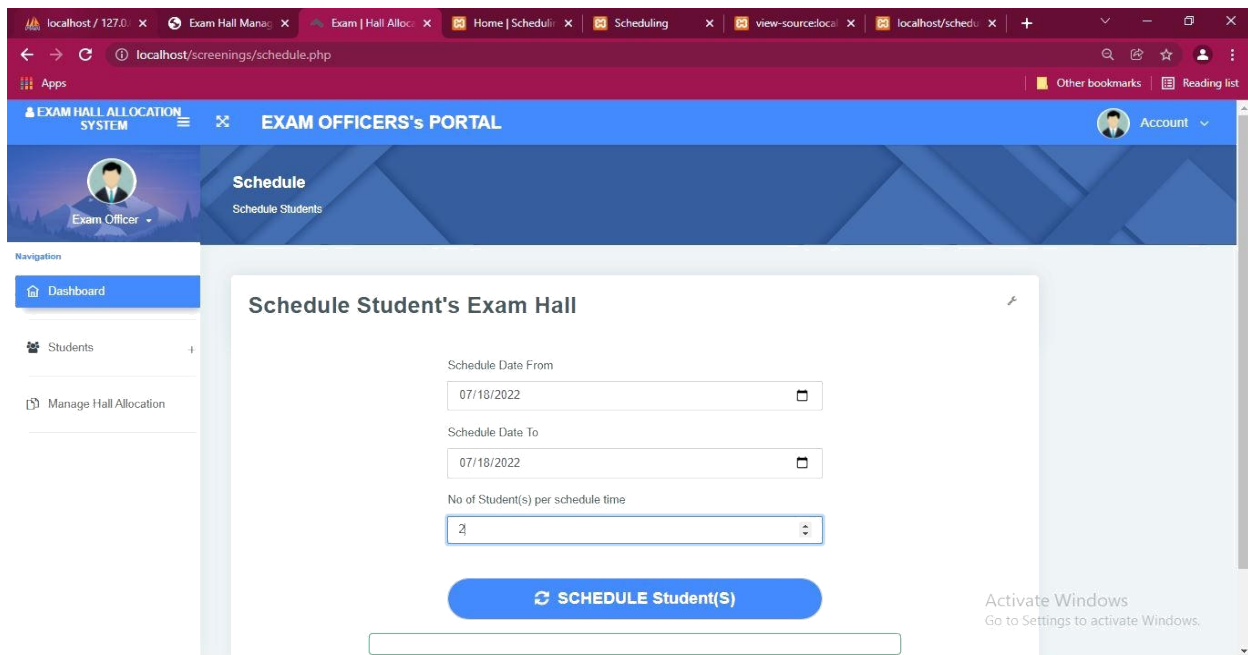 localhost / 127.0.
Exam Hall Manag
Exam | Hall Alloca
Home | Schedulin
Scheduling
view-source:local
localhost/schedu
localhost/screenings/schedule.php
Apps
Other bookmarks
Reading list
EXAM HALL ALLOCATION
SYSTEM
EXAM OFFICERS's PORTAL
Account
Exam Officer
Schedule
Schedule Students
Navigation
Dashboard
Students
+
Manage Hall Allocation
Schedule Student's Exam Hall
Schedule Date From
07/18/2022
Schedule Date To
07/18/2022
No of Student(s) per schedule time
2
SCHEDULE Student(S)
Activate Windows
Go to Settings to activate Windows.